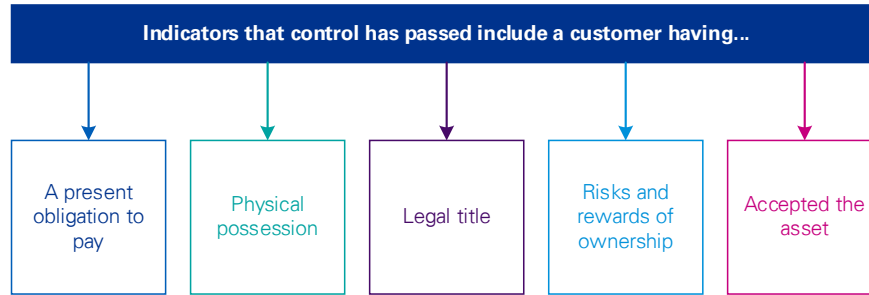 Indicators that control has passed include a customer having...
A present
obligation to
pay
Physical
possession
Legal title
Risks and
rewards of
ownership
Accepted the
asset